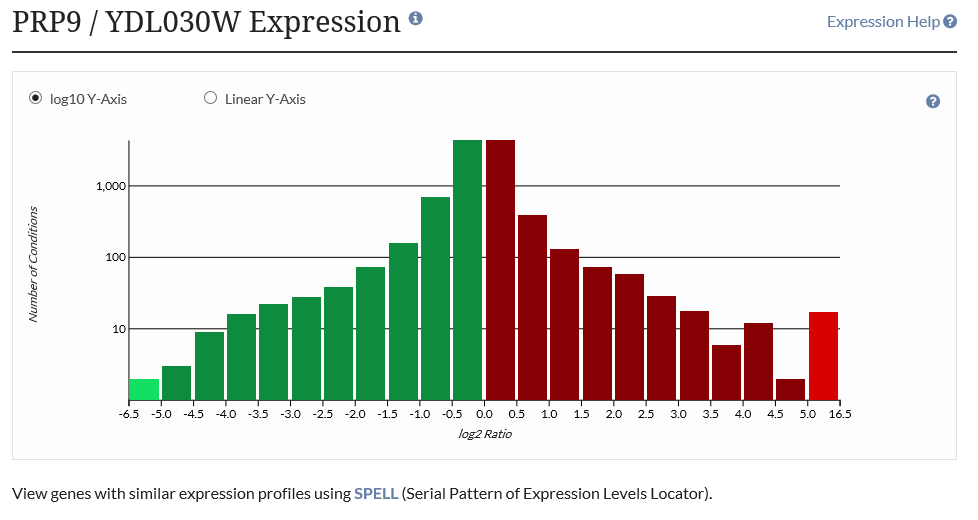 PRP9 / YDL030W Expression
Expression Help
log10 Y-Axis Linear Y-Axis
Number of Conditions
1,000
100
10
-6.5 -5.0 -4.5 -4.0 -3.5 -3.0 -2.5 -2.0 -1.5 -1.0 -0.5 0.0 0.5 1.0 1.5 2.0 2.5 3.0 3.5 4.0 4.5 5.0 16.5
log2 Ratio
View genes with similar expression profiles using SPELL (Serial Pattern of Expression Levels Locator).